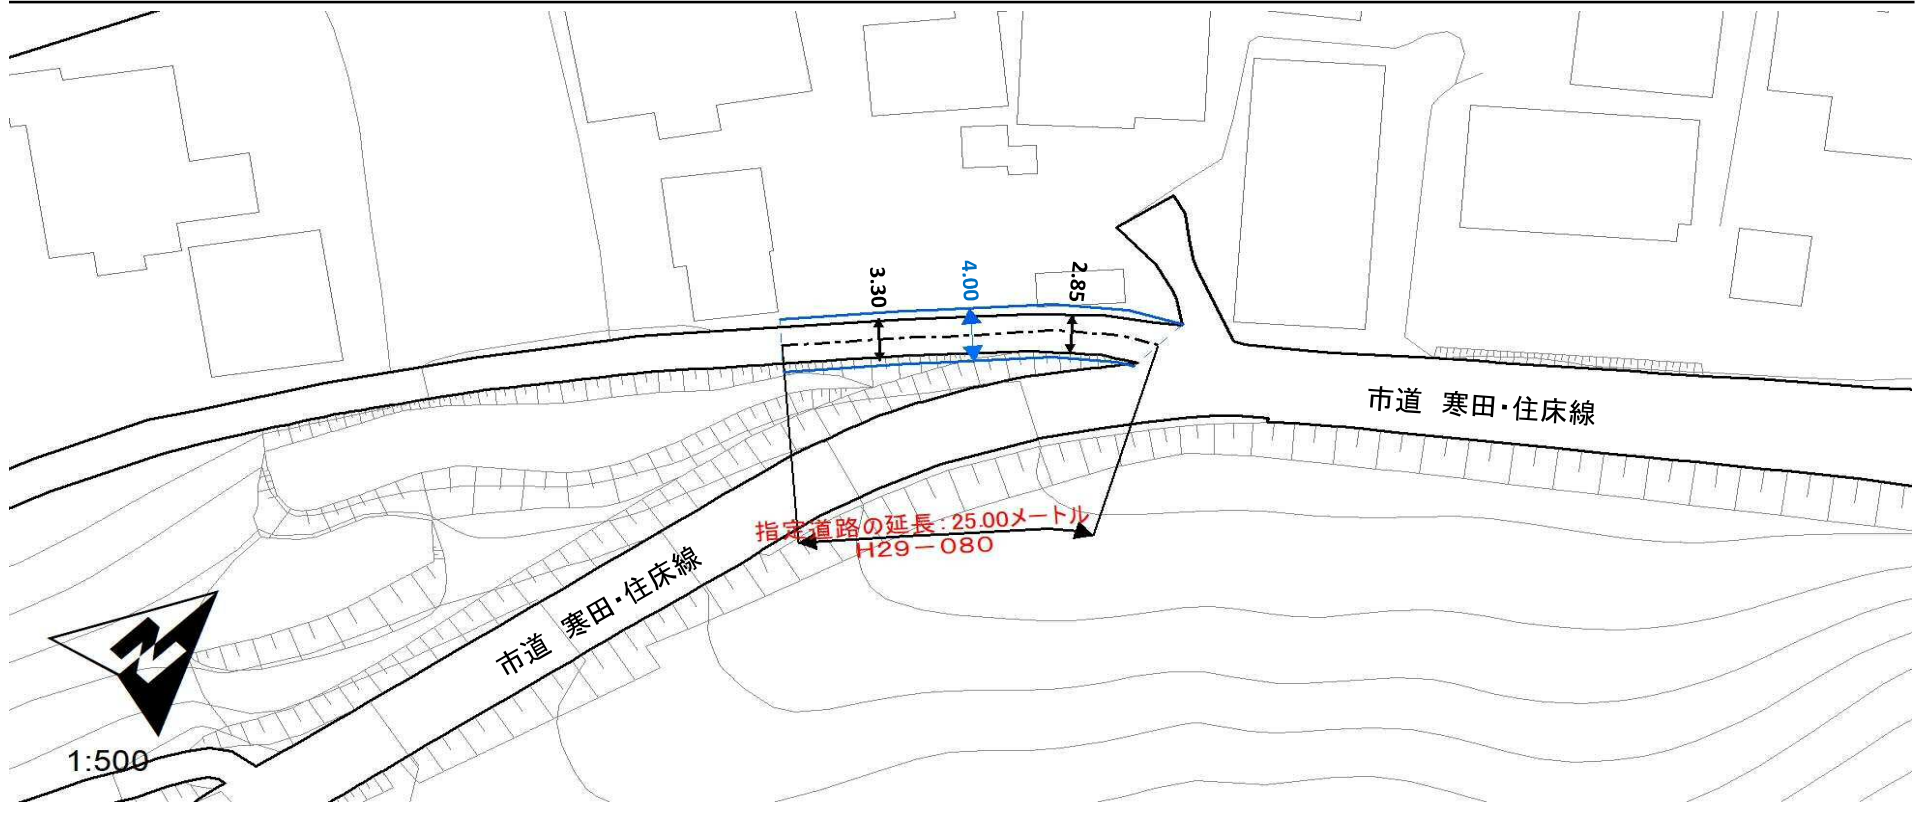 3.30
4.00
2.85
市道　寒田・住床線
指定道路の延長:25.00メートル
H29－080
市道　寒田・住床線
N
1:500